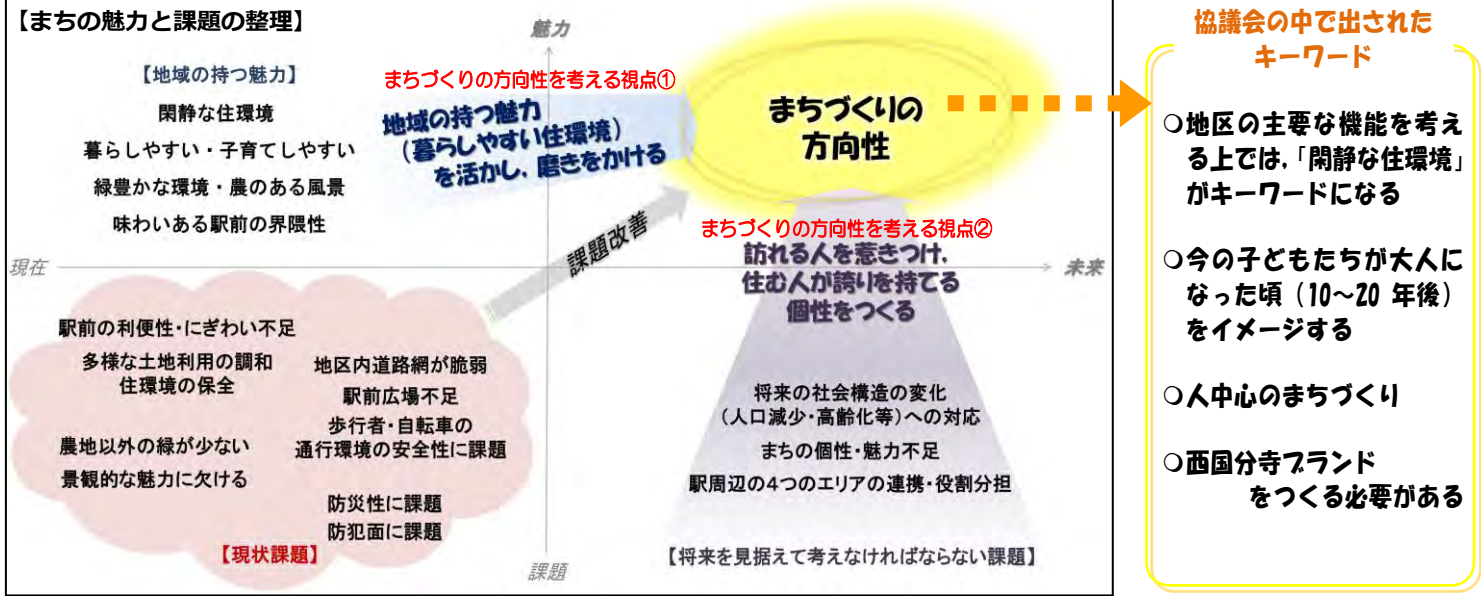 【まちの魅力と課題の整理】
魅力
【地域の持つ魅力】
閑静な住環境
暮らしやすい・子育てしやすい
緑豊かな環境・農のある風景
味わいある駅前の界隈性
まちづくりの方向性を考える視点①
地域の持つ魅力
（暮らしやすい住環境）
を活かし，磨きをかける
まちづくりの
方向性
課題改善
まちづくりの方向性を考える視点②
訪れる人を惹きつけ，
住む人が誇りを持てる
個性をつくる
現在
未来
駅前の利便性・にぎわい不足
多様な土地利用の調和
住環境の保全
農地以外の緑が少ない
景観的な魅力に欠ける
地区内道路網が脆弱
駅前広場不足
歩行者・自転車の
通行環境の安全性に課題
防災性に課題
防犯面に課題
【現状課題】
将来の社会構造の変化
（人口減少・高齢化等）への対応
まちの個性・魅力不足
駅周辺の4つのエリアの連携・役割分担
【将来を見据えて考えなければならない課題】
課題
協議会の中で出された
キーワード
○地区の主要な機能を考え
る上では，「閑静な住環境」
がキーワードになる
○今の子どもたちが大人に
なった頃（10～20 年後）
をイメージする
○人中心のまちづくり
○西国分寺ブランド
をつくる必要がある